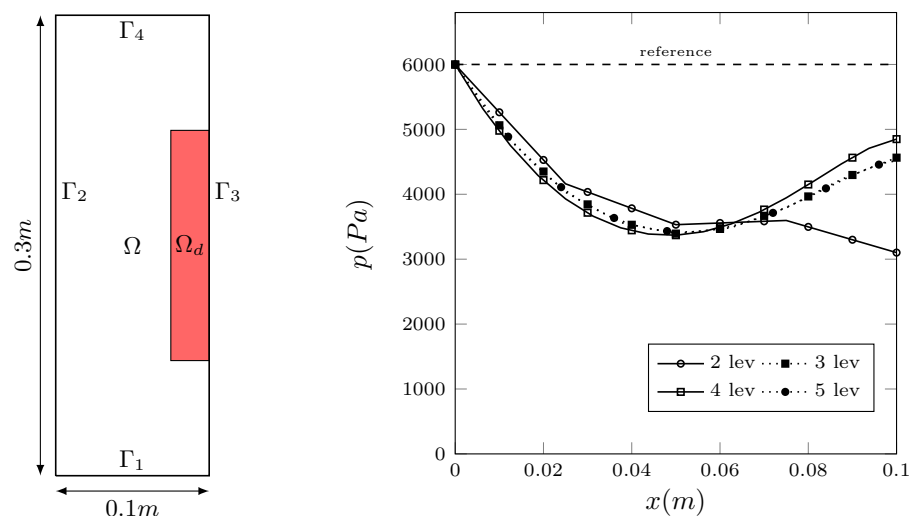 Γ4
Γ2
Γ3
Ω
Ωd
Γ1
0.3m
0.1m
reference
6000
5000
4000
3000
2000
1000
0
p(Pa)
2 lev
3 lev
4 lev
5 lev
0
0.02
0.04
0.06
0.08
0.1
x(m)